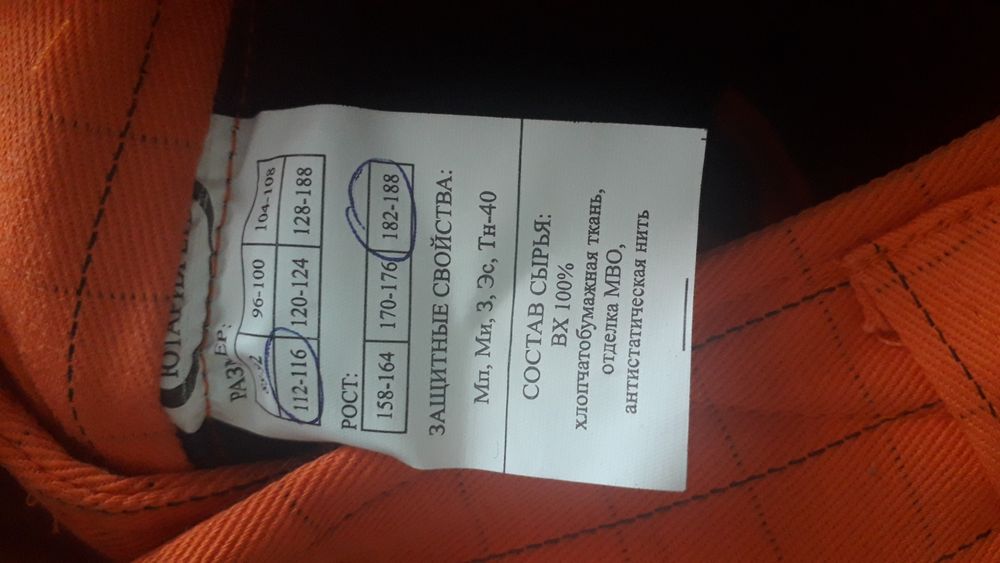 РАЗМЕР:
96-100 104-108
112-116 120-124 128-188
РОСТ:
158-164 170-176 182-188
ЗАЩИТНЫЕ СВОЙСТВА:
Мп, Ми, З, Эс, Тн-40
СОСТАВ СЫРЬЯ:
ВХ 100%
хлопчатобумажная ткань,
отделка МВО,
антистатическая нить